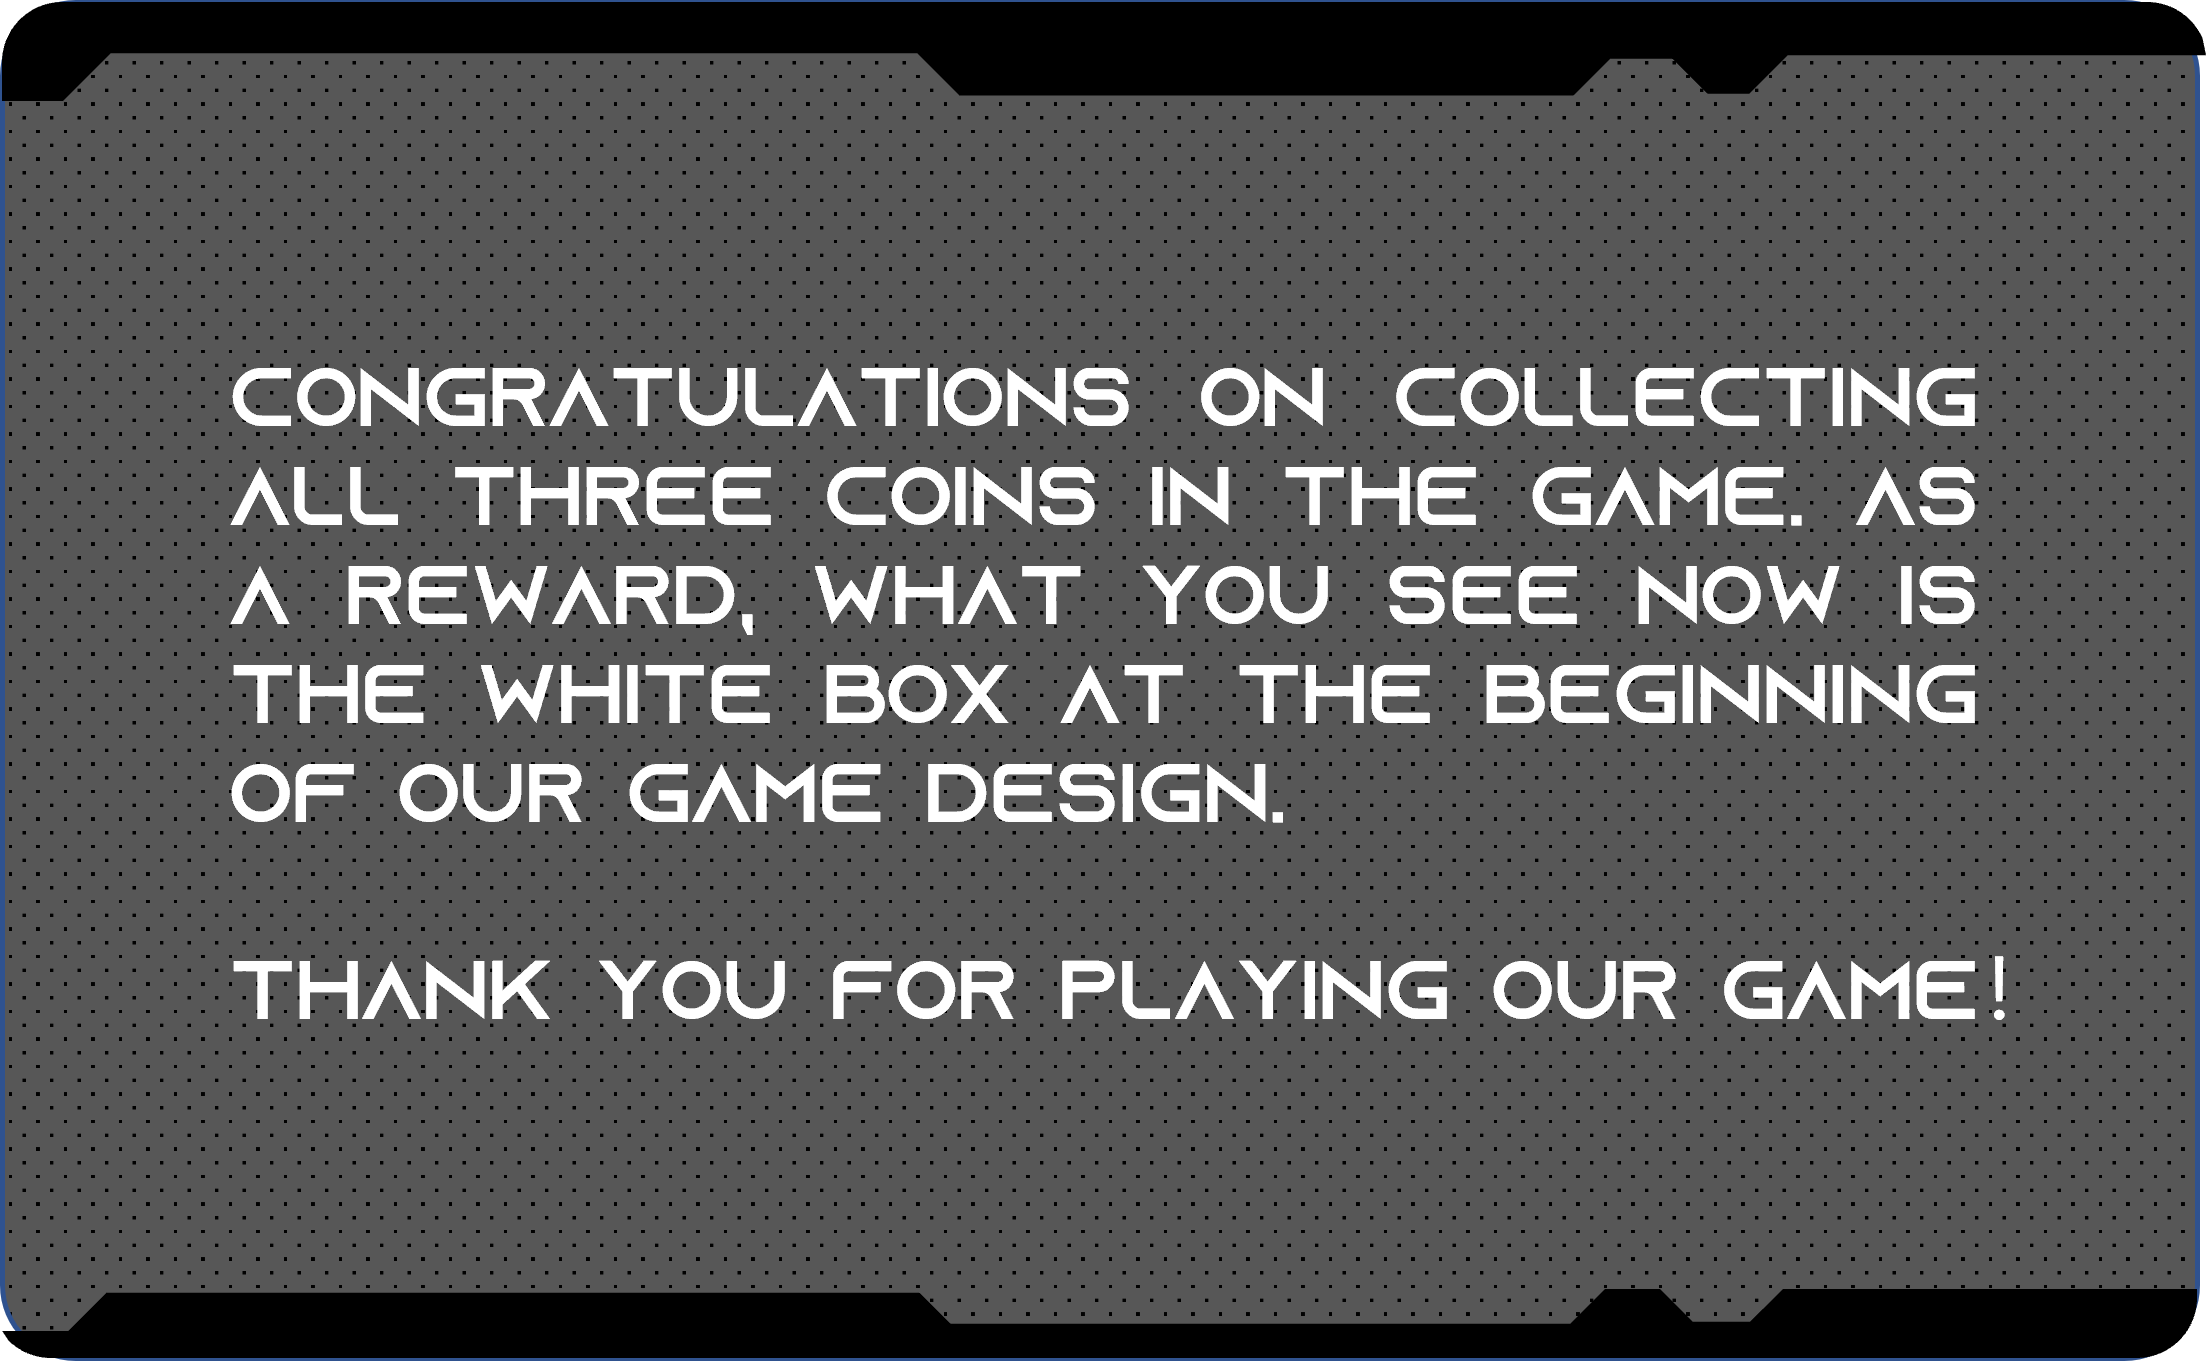 CONGRATULATIONS ON COLLECTING
ALL THREE COINS IN THE GAME. AS
A REWARD, WHAT YOU SEE NOW IS
THE WHITE BOX AT THE BEGINNING
OF OUR GAME DESIGN.
THANK YOU FOR PLAYING OUR GAME!